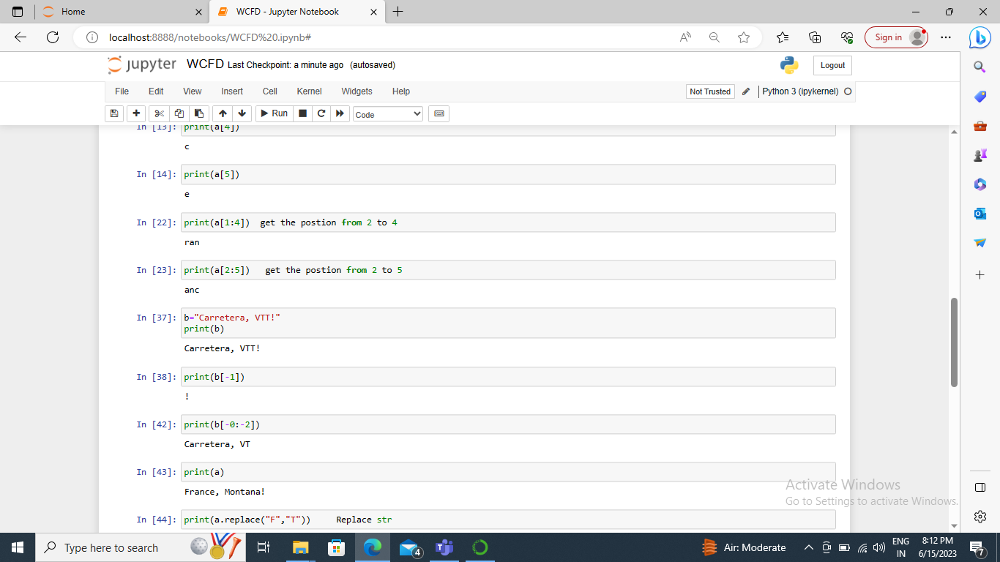 Home
WCFD - Jupyter Notebook
localhost:8888/notebooks/WCFD%20.ipynb#
Sign in
jupyter WCFD Last Checkpoint: a minute ago (autosaved)
Logout
File Edit View Insert Cell Kernel Widgets Help
Not Trusted
Python 3 (ipykernel)
Run
Code
In [13]: print(a[4])
c
In [14]: print(a[5])
e
In [22]: print(a[1:4]) get the postion from 2 to 4
ran
In [23]: print(a[2:5]) get the postion from 2 to 5
anc
In [37]: b="Carretera, VTT!"
print(b)
Carretera, VTT!
In [38]: print(b[-1])
!
In [42]: print(b[-0:-2])
Carretera, VT
In [43]: print(a)
France, Montana!
In [44]: print(a.replace("F","T")) Replace str
Activate Windows
Go to Settings to activate Windows.
Type here to search
4
Air: Moderate
ENG
IN
8:12 PM
6/15/2023
7